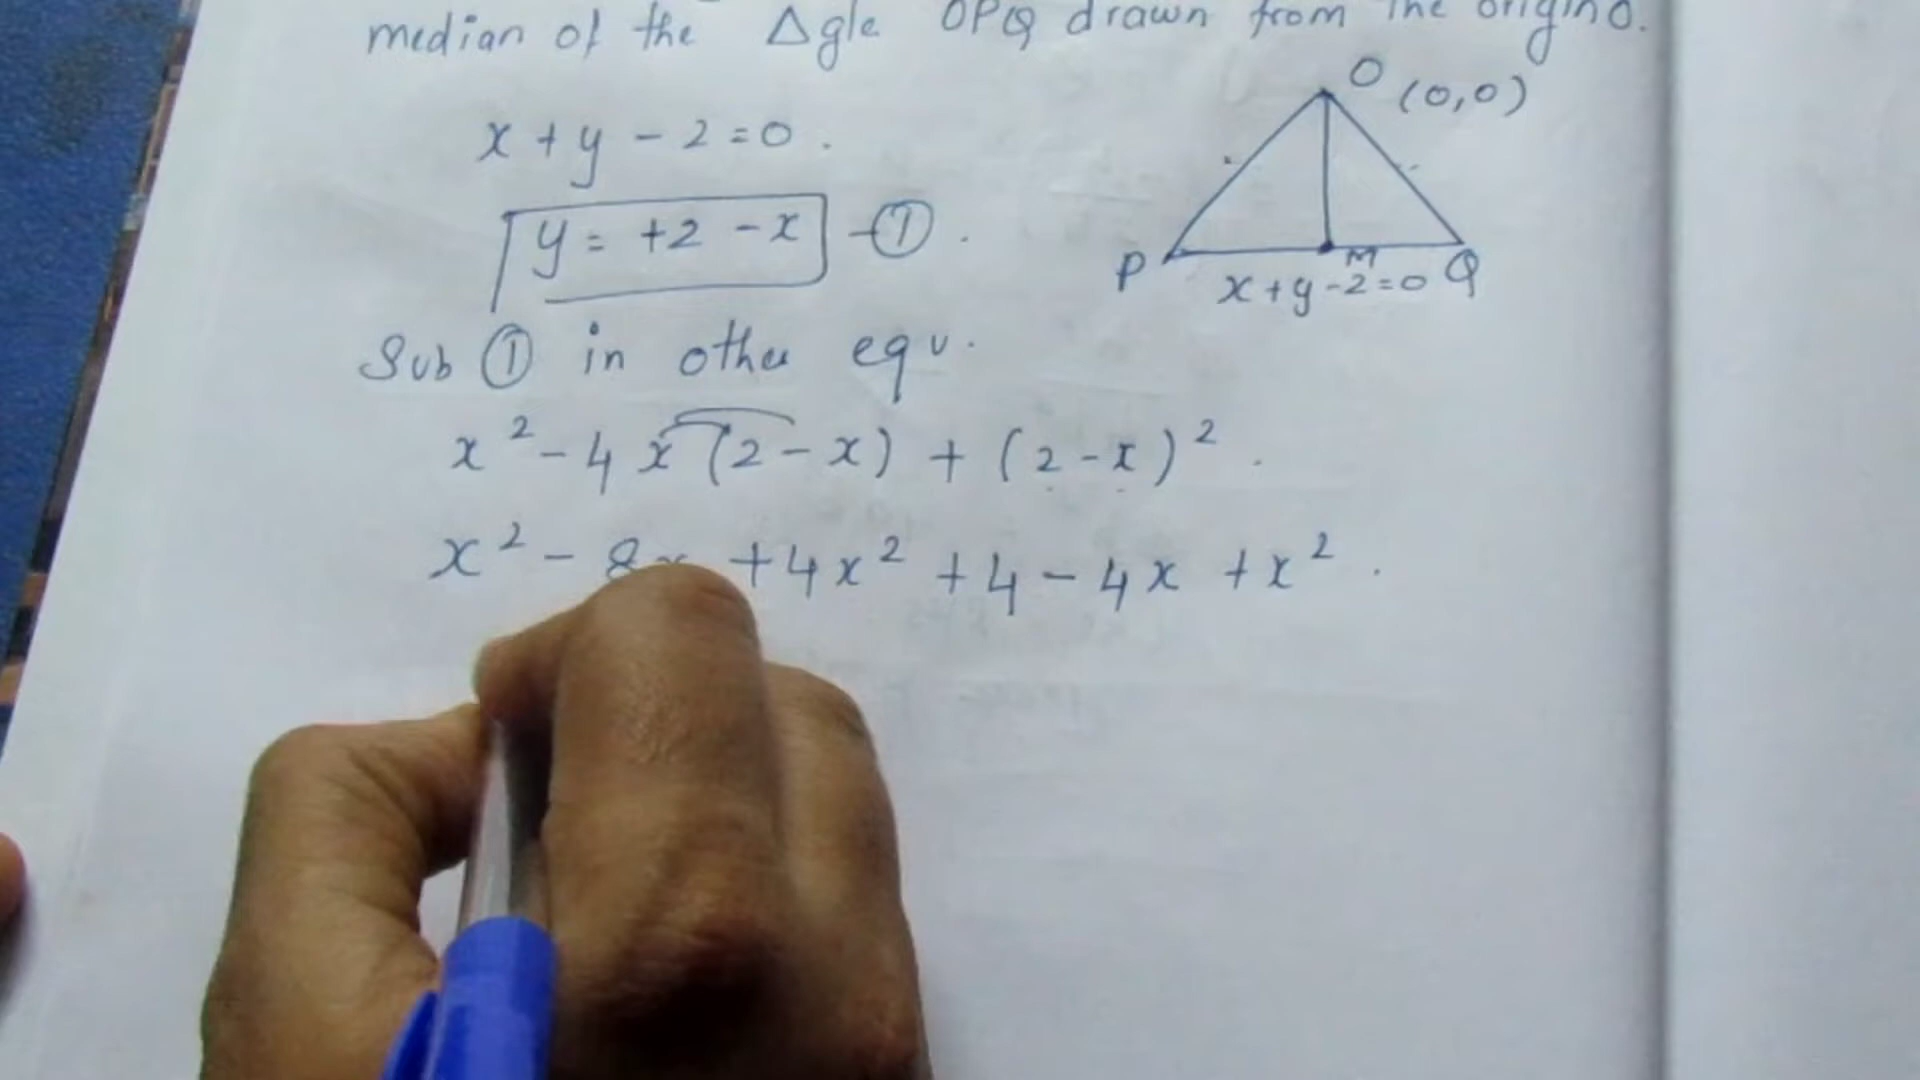 median of the Δgle OPQ drawn from the origin O.
O (0,0)
x + y - 2 = 0.
y = +2 - x -①.
P M Q
x + y - 2 = 0
Sub ① in other equ.
x² - 4x(2 - x) + (2 - x)².
x² - 8x + 4x² + 4 - 4x + x².